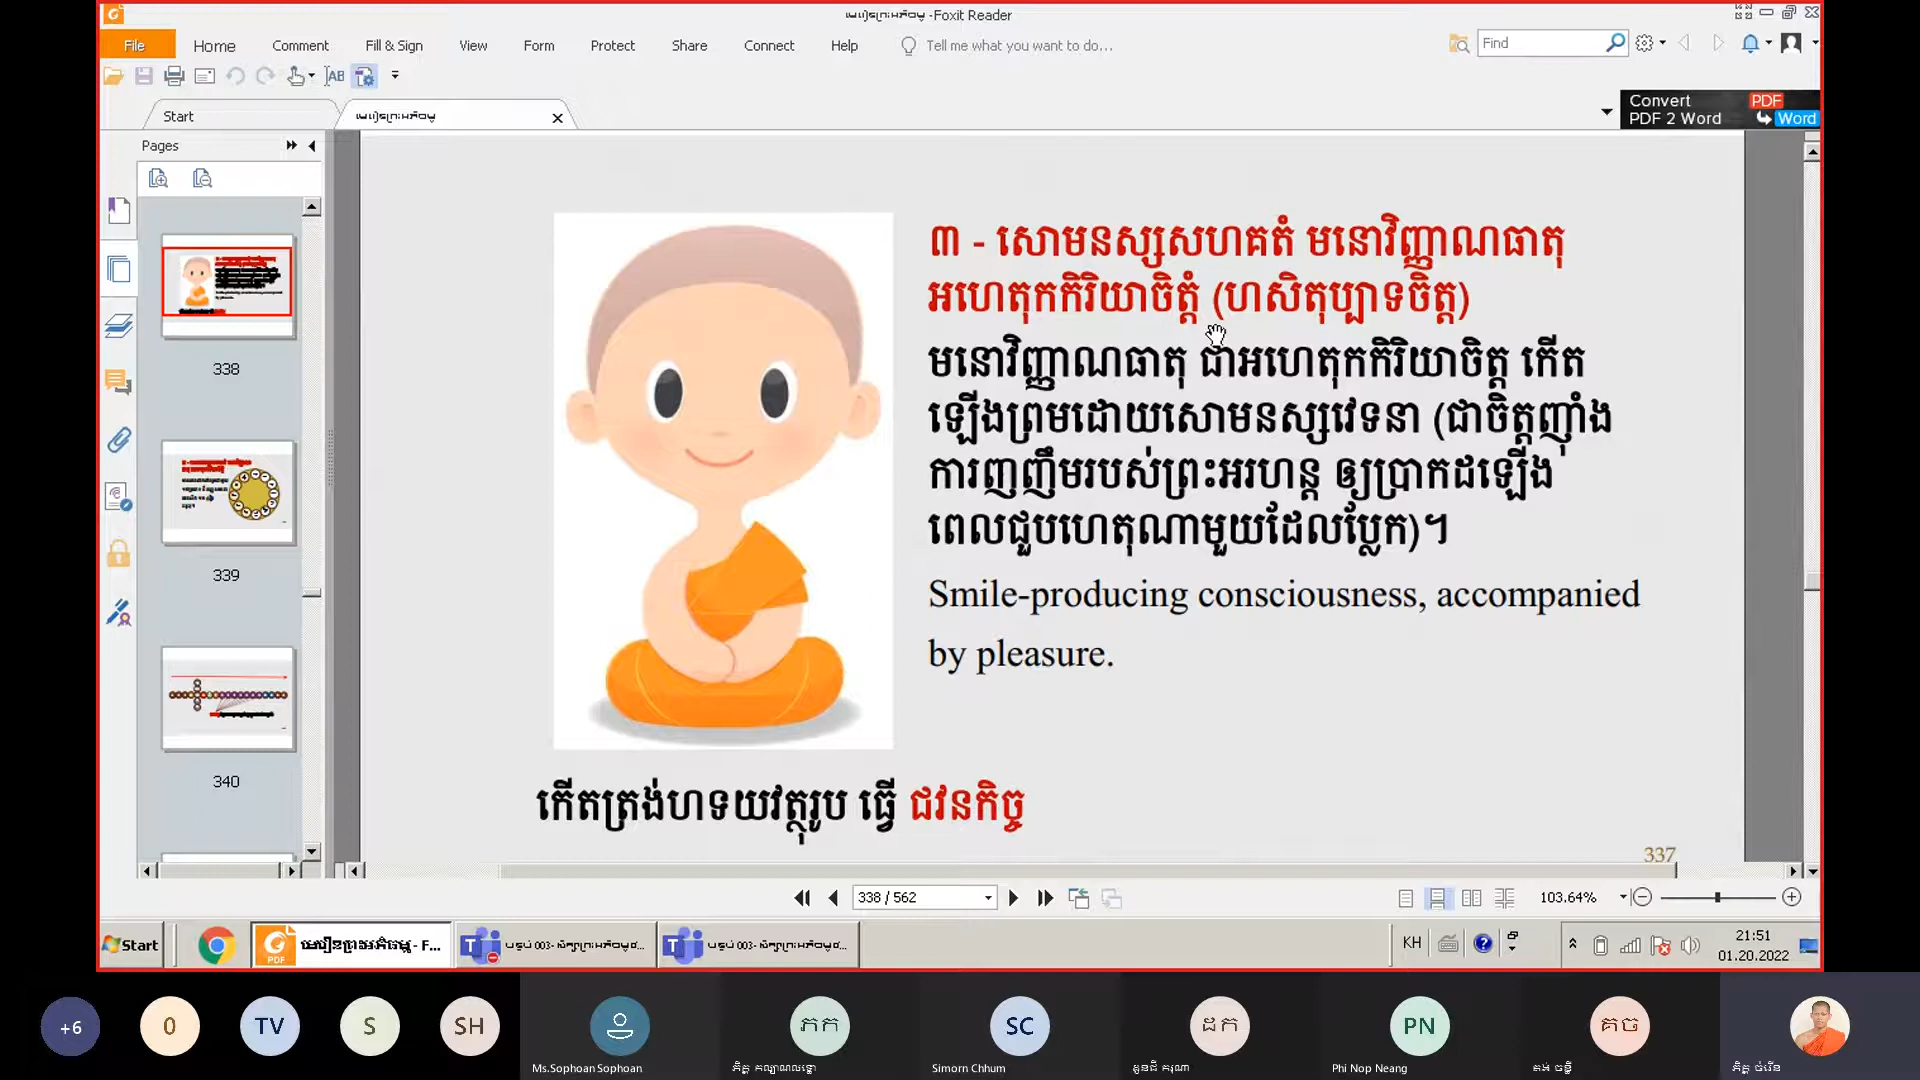 -Foxit Reader
File Home Comment Fill & Sign View Form Protect Share Connect Help Tell me what you want to do... Find
Start
Convert PDF
PDF 2 Word Word
Pages
៣ - សោមនស្សសហគតំ មនោវិញ្ញាណធាតុ
អហេតុកកិរិយាចិត្តំ (ហសិតុប្បាទចិត្ត)
មនោវិញ្ញាណធាតុ ជាអហេតុកកិរិយាចិត្ត កើត
ឡើងព្រមដោយសោមនស្សវេទនា (ជាចិត្តញ៉ាំង
ការញញឹមរបស់ព្រះអរហន្ត ឲ្យប្រាកដឡើង
ពេលជួបហេតុណាមួយដែលប្លែក)។
Smile-producing consciousness, accompanied
by pleasure.
កើតត្រង់ហទយវត្ថុរូប ធ្វើ ជវនកិច្ច
337
338
339
340
338 / 562
103.64%
Start
KH
21:51
01.20.2022
+6 0 TV S SH ភក SC ដក PN គច
Ms.Sophoan Sophoan
Simorn Chhum
Phi Nop Neang